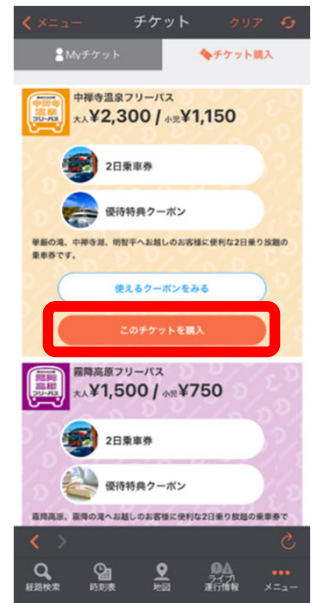 メニュー
チケット
クリア
Myチケット
チケット購入
中禅寺
温泉
フリーパス
中禅寺温泉フリーパス
大人¥2,300 / 小児¥1,150
2日乗車券
優待特典クーポン
華厳の滝、中禅寺湖、明智平へお越しのお客様に便利な2日乗り放題の
乗車券です。
使えるクーポンをみる
このチケットを購入
霧降
高原
フリーパス
霧降高原フリーパス
大人¥1,500 / 小児¥750
2日乗車券
優待特典クーポン
霧降高原、霧降の滝へお越しのお客様に便利な2日乗り放題の乗車券で
経路検索
時刻表
地図
ライブ!
運行情報
メニュー